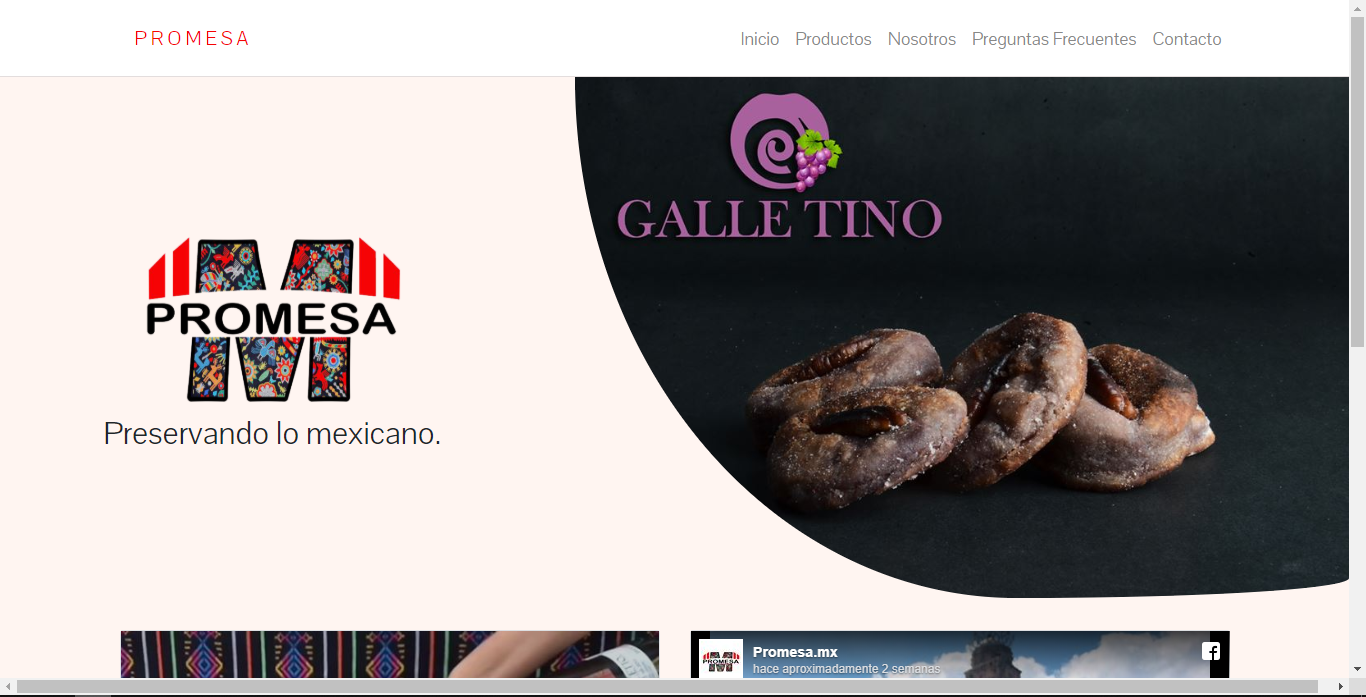 PROMESA
Inicio Productos Nosotros Preguntas Frecuentes Contacto
GALLE TINO
PROMESA
Preservando lo mexicano.
PROMESA
Promesa.mx
hace aproximadamente 2 semanas